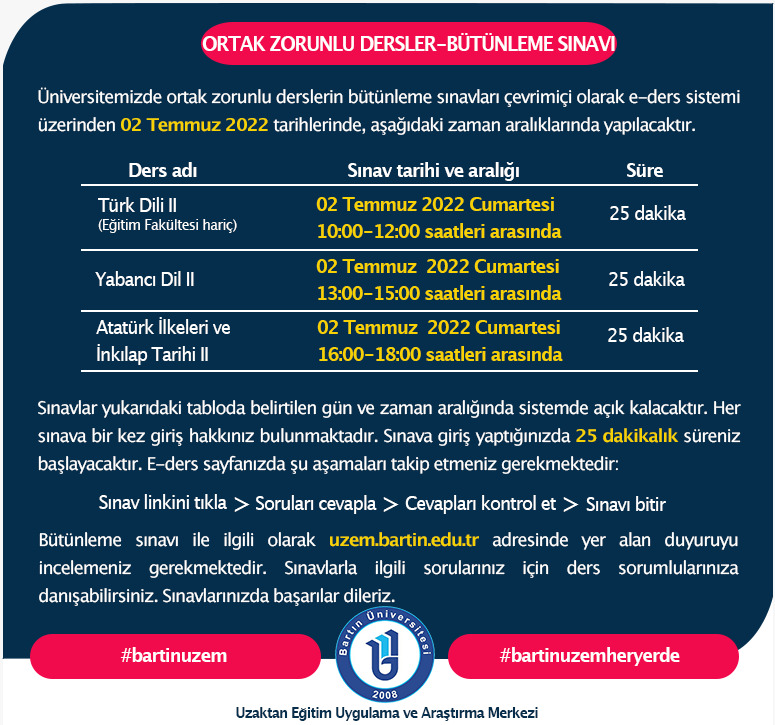 ORTAK ZORUNLU DERSLER-BÜTÜNLEME SINAVI
Üniversitemizde ortak zorunlu derslerin bütünleme sınavları çevrimiçi olarak e-ders sistemi
üzerinden 02 Temmuz 2022 tarihlerinde, aşağıdaki zaman aralıklarında yapılacaktır.
Ders adı Sınav tarihi ve aralığı Süre
Türk Dili II
(Eğitim Fakültesi hariç)
02 Temmuz 2022 Cumartesi
10:00-12:00 saatleri arasında
25 dakika
Yabancı Dil II
02 Temmuz 2022 Cumartesi
13:00-15:00 saatleri arasında
25 dakika
Atatürk İlkeleri ve
İnkılap Tarihi II
02 Temmuz 2022 Cumartesi
16:00-18:00 saatleri arasında
25 dakika
Sınavlar yukarıdaki tabloda belirtilen gün ve zaman aralığında sistemde açık kalacaktır. Her
sınava bir kez giriş hakkınız bulunmaktadır. Sınava giriş yaptığınızda 25 dakikalık süreniz
başlayacaktır. E-ders sayfanızda şu aşamaları takip etmeniz gerekmektedir:
Sınav linkini tıkla > Soruları cevapla > Cevapları kontrol et > Sınavı bitir
Bütünleme sınavı ile ilgili olarak uzem.bartin.edu.tr adresinde yer alan duyuruyu
incelemeniz gerekmektedir. Sınavlarla ilgili sorularınız için ders sorumlularınıza
danışabilirsiniz. Sınavlarınızda başarılar dileriz.
#bartinuzem
Bartın Üniversitesi
2008
#bartinuzemheryerde
Uzaktan Eğitim Uygulama ve Araştırma Merkezi